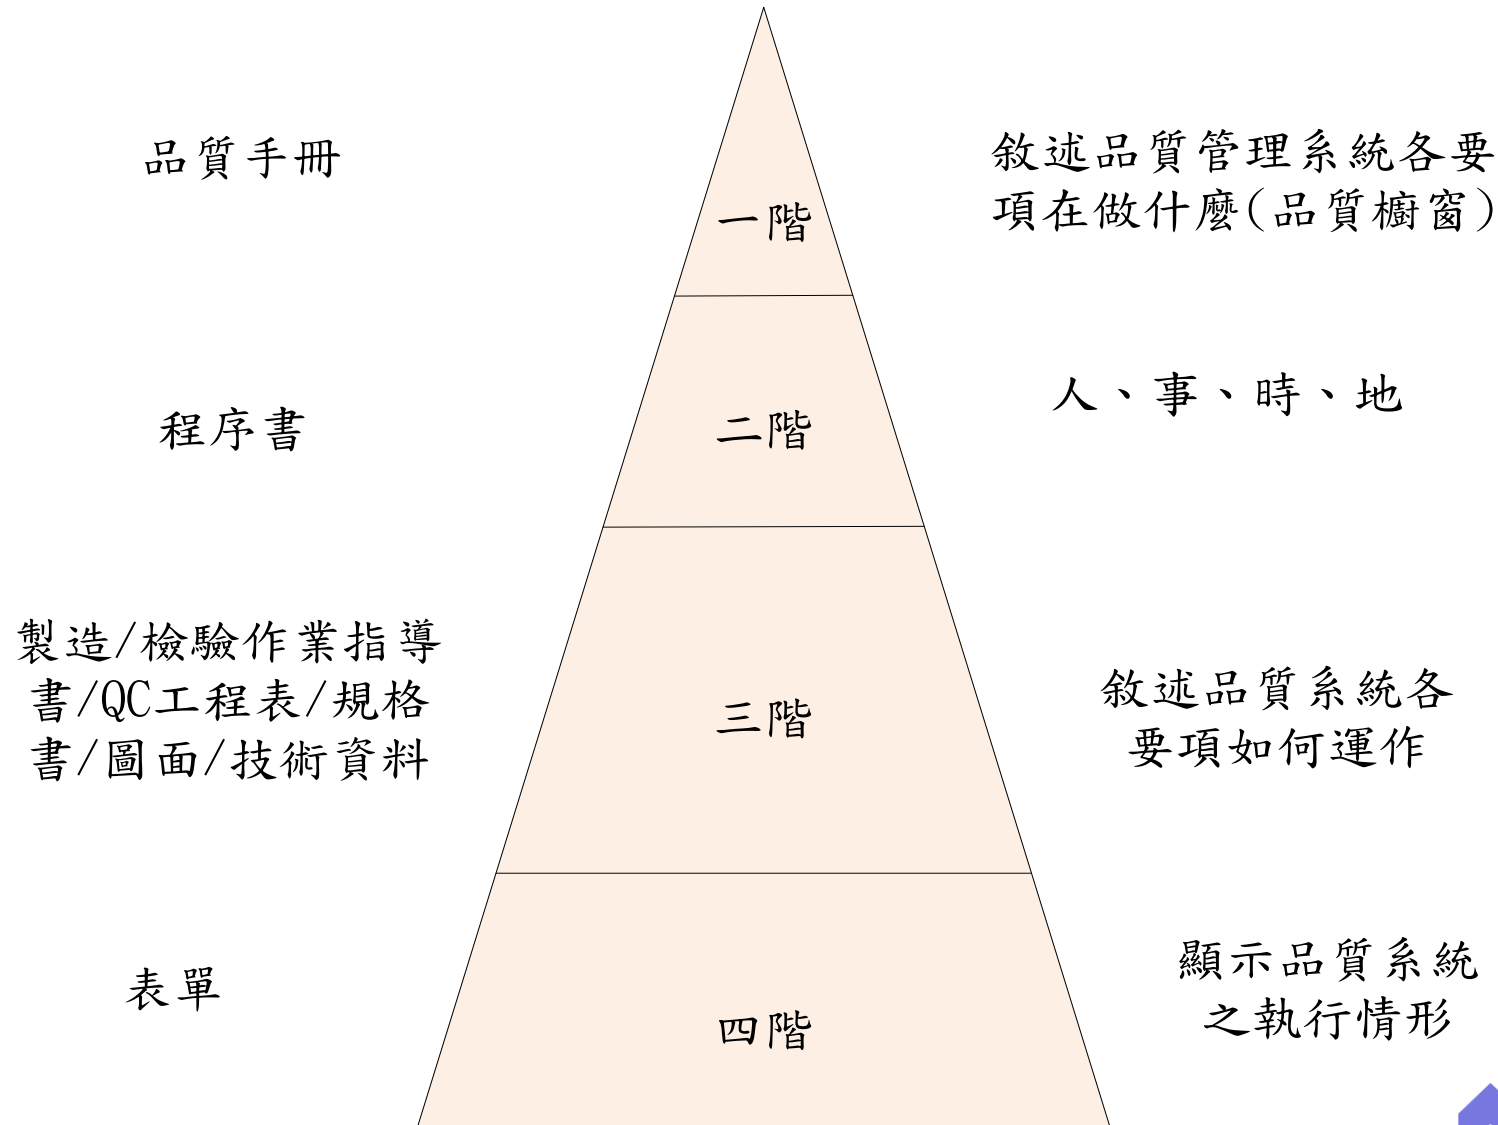 品質手冊
敘述品質管理系統各要
項在做什麼(品質櫥窗)
一階
程序書
二階
人、事、時、地
製造/檢驗作業指導
書/QC工程表/規格
書/圖面/技術資料
三階
敘述品質系統各
要項如何運作
表單
四階
顯示品質系統
之執行情形